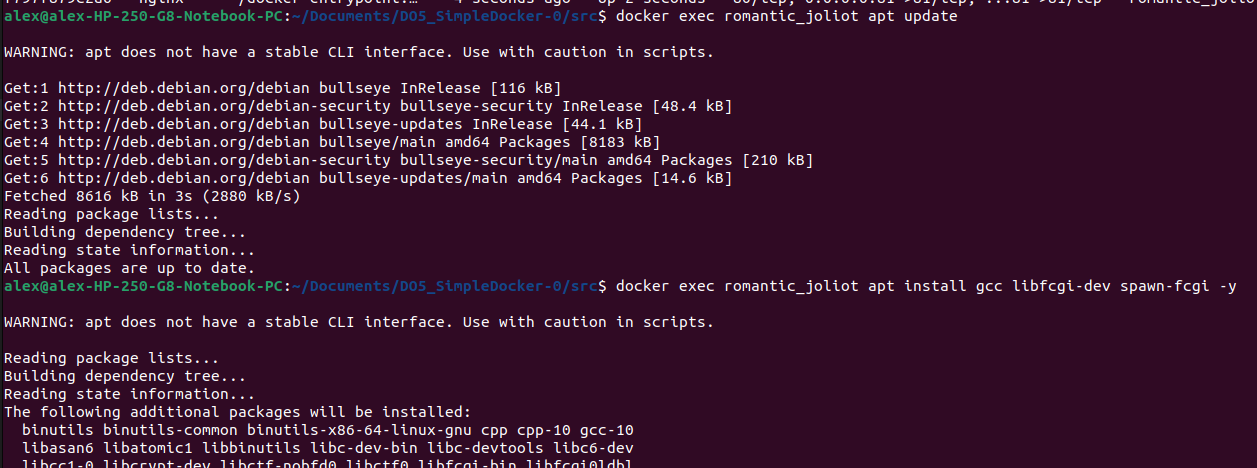 alex@alex-HP-250-G8-Notebook-PC:~/Documents/DO5_SimpleDocker-0/src$ docker exec romantic_joliot apt update
WARNING: apt does not have a stable CLI interface. Use with caution in scripts.
Get:1 http://deb.debian.org/debian bullseye InRelease [116 kB]
Get:2 http://deb.debian.org/debian-security bullseye-security InRelease [48.4 kB]
Get:3 http://deb.debian.org/debian bullseye-updates InRelease [44.1 kB]
Get:4 http://deb.debian.org/debian bullseye/main amd64 Packages [8183 kB]
Get:5 http://deb.debian.org/debian-security bullseye-security/main amd64 Packages [210 kB]
Get:6 http://deb.debian.org/debian bullseye-updates/main amd64 Packages [14.6 kB]
Fetched 8616 kB in 3s (2880 kB/s)
Reading package lists...
Building dependency tree...
Reading state information...
All packages are up to date.
alex@alex-HP-250-G8-Notebook-PC:~/Documents/DO5_SimpleDocker-0/src$ docker exec romantic_joliot apt install gcc libfcgi-dev spawn-fcgi -y
WARNING: apt does not have a stable CLI interface. Use with caution in scripts.
Reading package lists...
Building dependency tree...
Reading state information...
The following additional packages will be installed:
binutils binutils-common binutils-x86-64-linux-gnu cpp cpp-10 gcc-10
libasan6 libatomic1 libbinutils libc-dev-bin libc-devtools libc6-dev
libcc1-0 libcrypt-dev libctf-nobfd0 libctf0 libfcgi-bin libfcgi0ldbl